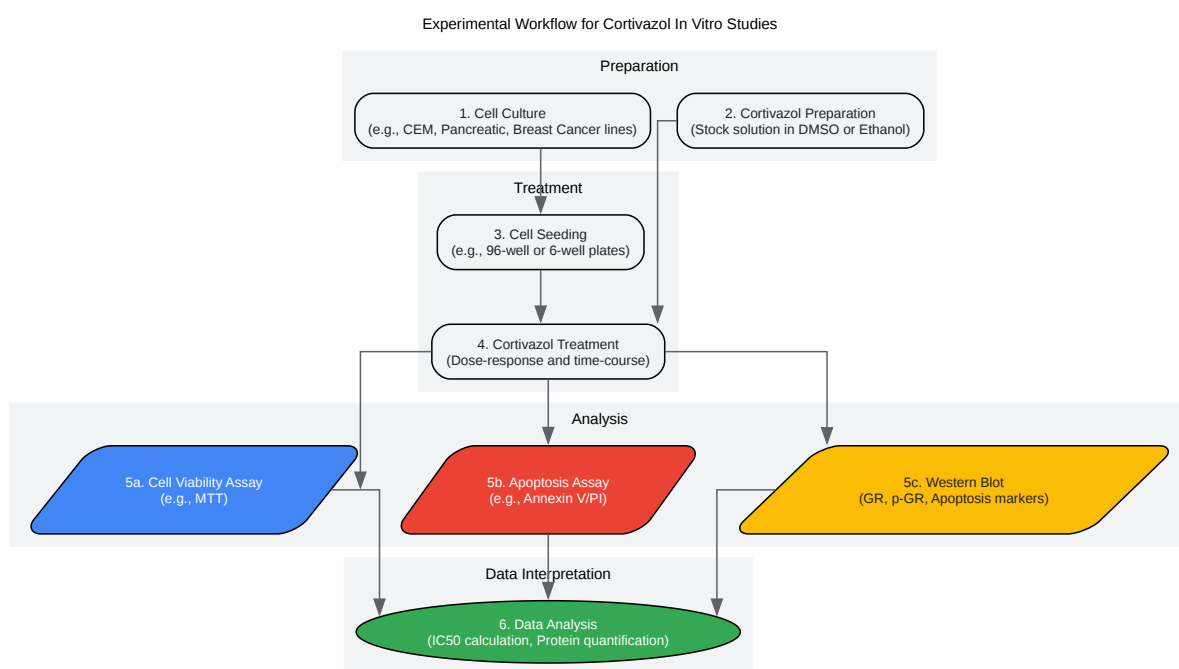 Experimental Workflow for Cortivazol In Vitro Studies
Preparation
1. Cell Culture
(e.g., CEM, Pancreatic, Breast Cancer lines)
2. Cortivazol Preparation
(Stock solution in DMSO or Ethanol)
Treatment
3. Cell Seeding
(e.g., 96-well or 6-well plates)
4. Cortivazol Treatment
(Dose-response and time-course)
Analysis
5a. Cell Viability Assay
(e.g., MTT)
5b. Apoptosis Assay
(e.g., Annexin V/PI)
5c. Western Blot
(GR, p-GR, Apoptosis markers)
Data Interpretation
6. Data Analysis
(IC50 calculation, Protein quantification)